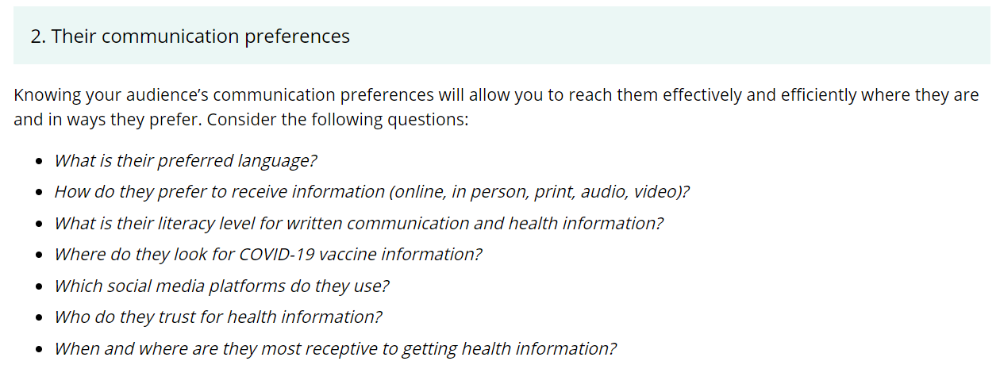 2. Their communication preferences
Knowing your audience’s communication preferences will allow you to reach them effectively and efficiently where they are
and in ways they prefer. Consider the following questions:
• What is their preferred language?
• How do they prefer to receive information (online, in person, print, audio, video)?
• What is their literacy level for written communication and health information?
• Where do they look for COVID-19 vaccine information?
• Which social media platforms do they use?
• Who do they trust for health information?
• When and where are they most receptive to getting health information?